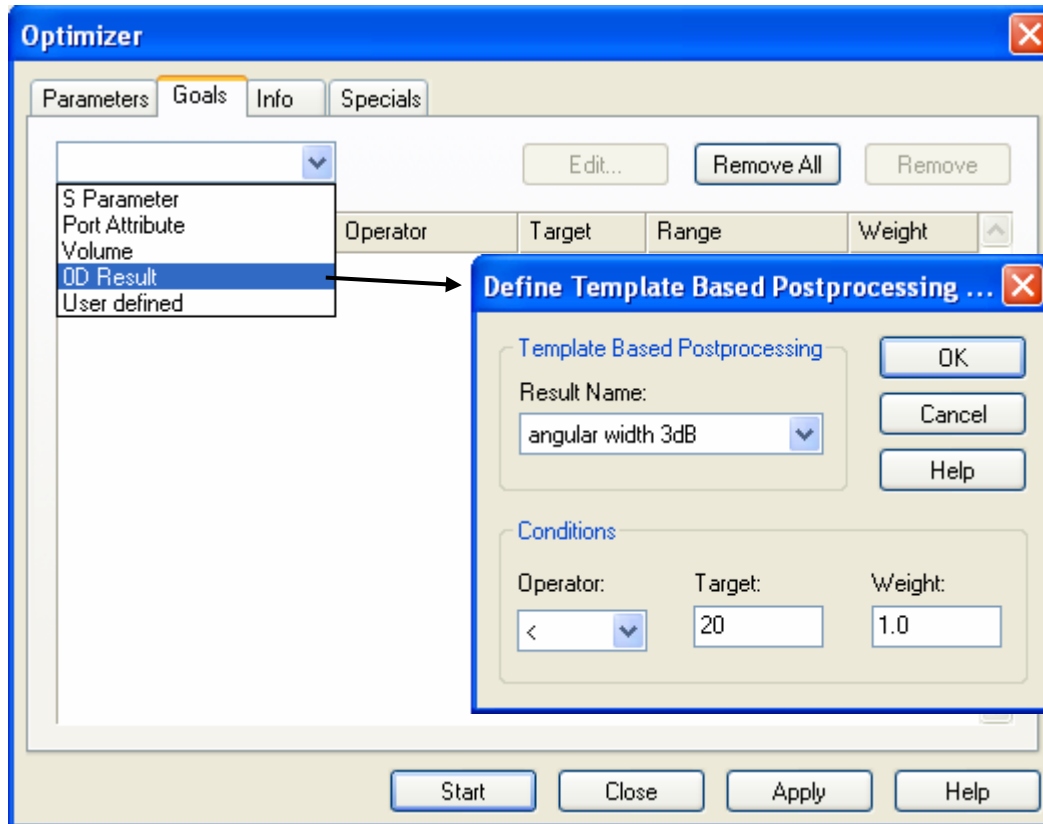 Optimizer
Parameters Goals Info Specials
Edit... Remove All Remove
S Parameter
Port Attribute
Volume
0D Result
User defined
Operator Target Range Weight
Define Template Based Postprocessing ...
Template Based Postprocessing
Result Name:
angular width 3dB
OK
Cancel
Help
Conditions
Operator: Target: Weight:
< 20 1.0
Start Close Apply Help